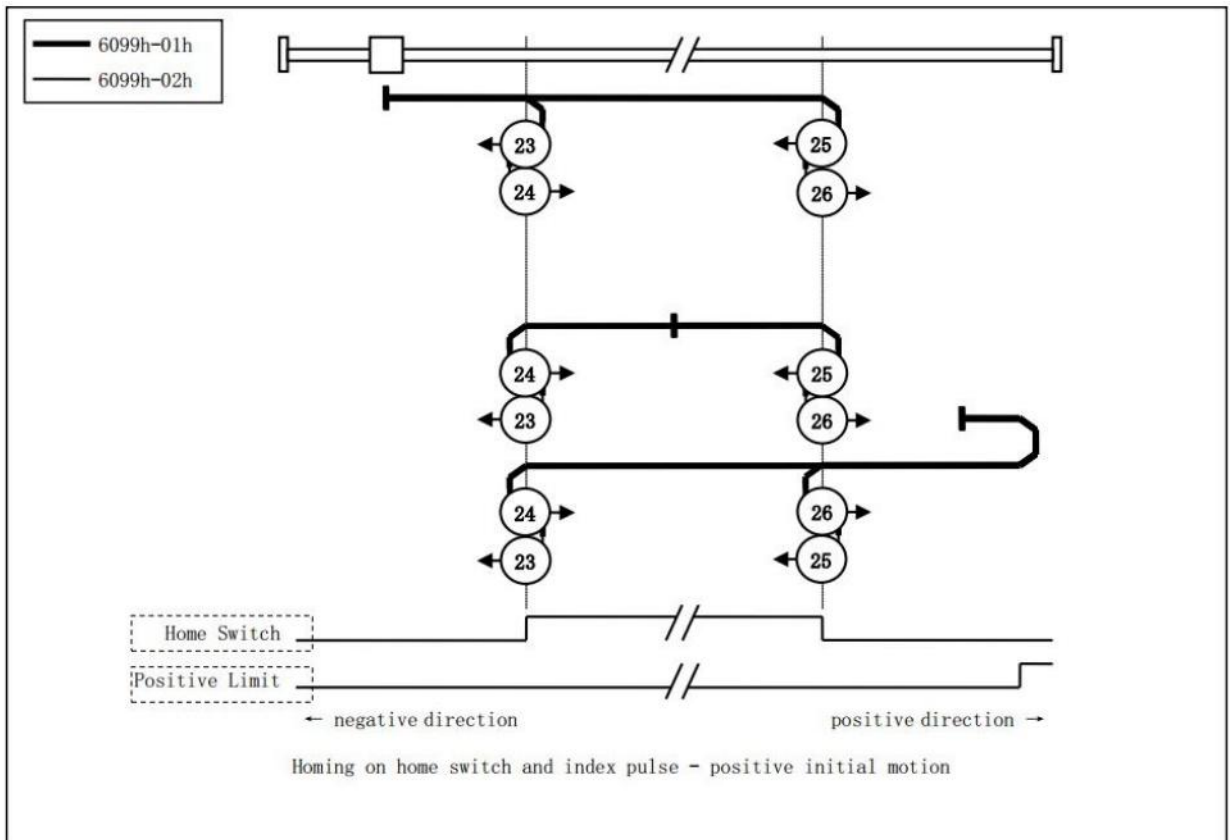 6099h-01h
6099h-02h
23 25
24 26
24 25
23 26
24 26
23 25
Home Switch
Positive Limit
← negative direction positive direction →
Homing on home switch and index pulse - positive initial motion